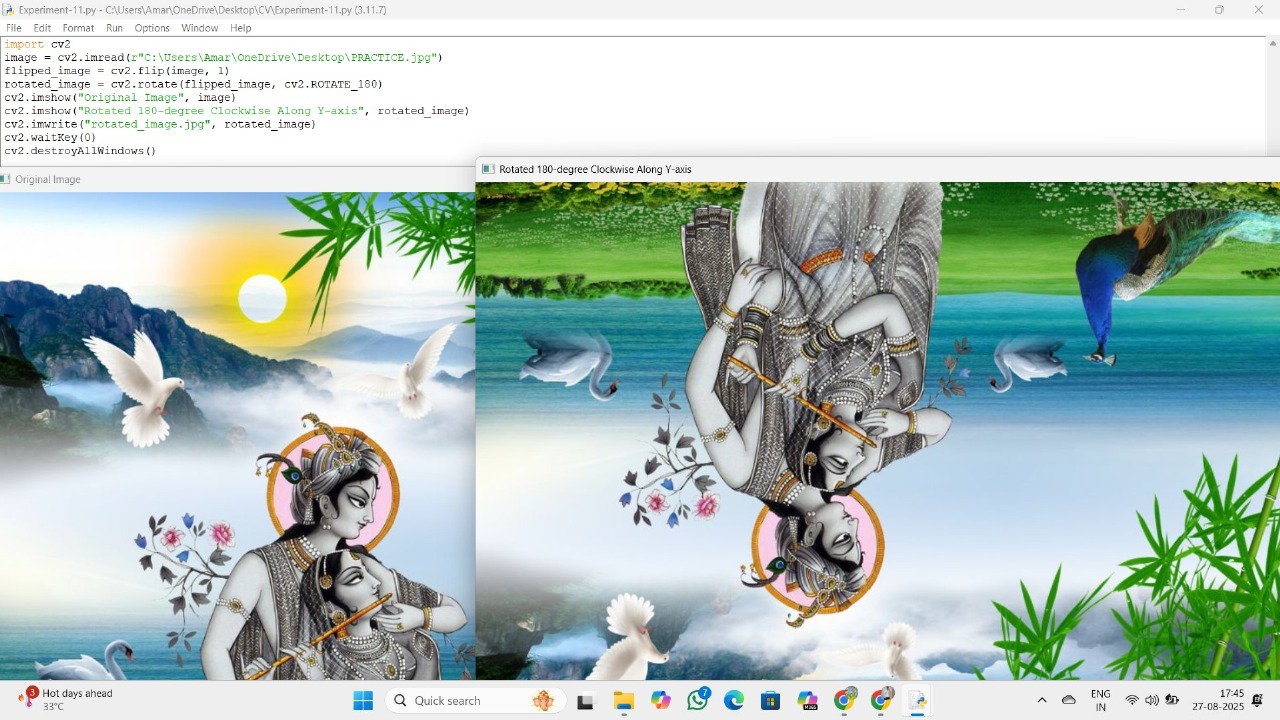 Experiment-11.py - C:\Users\Amar\OneDrive\Desktop\CV\Experiment-11.py (3.11.7)
File Edit Format Run Options Window Help
import cv2
image = cv2.imread(r"C:\Users\Amar\OneDrive\Desktop\PRACTICE.jpg")
flipped_image = cv2.flip(image, 1)
rotated_image = cv2.rotate(flipped_image, cv2.ROTATE_180)
cv2.imshow("Original Image", image)
cv2.imshow("Rotated 180-degree Clockwise Along Y-axis", rotated_image)
cv2.imwrite("rotated_image.jpg", rotated_image)
cv2.waitKey(0)
cv2.destroyAllWindows()
Rotated 180-degree Clockwise Along Y-axis
Original Image
3
Hot days ahead
33°C
Quick search
7
M365
ENG
IN
17:45
27-08-2025